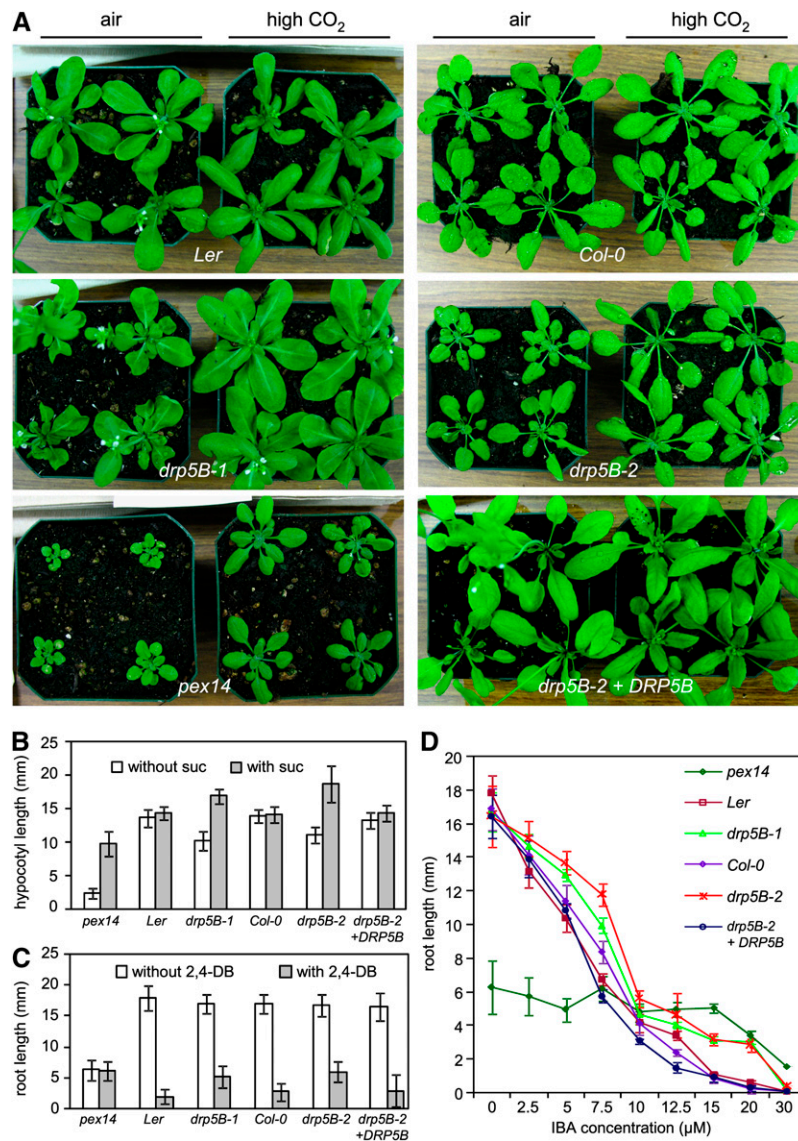 A
air
high CO₂
air
high CO₂
Ler
Col-0
drp5B-1
drp5B-2
pex14
drp5B-2 + DRP5B
B
hypocotyl length (mm)
25
20
15
10
5
0
without suc
with suc
pex14
Ler
drp5B-1
Col-0
drp5B-2
drp5B-2
+DRP5B
C
root length (mm)
25
20
15
10
5
0
without 2,4-DB
with 2,4-DB
pex14
Ler
drp5B-1
Col-0
drp5B-2
drp5B-2
+DRP5B
D
root length (mm)
20
18
16
14
12
10
8
6
4
2
0
pex14
Ler
drp5B-1
Col-0
drp5B-2
drp5B-2
+ DRP5B
0 2.5 5 7.5 10 12.5 15 20 30
IBA concentration (µM)